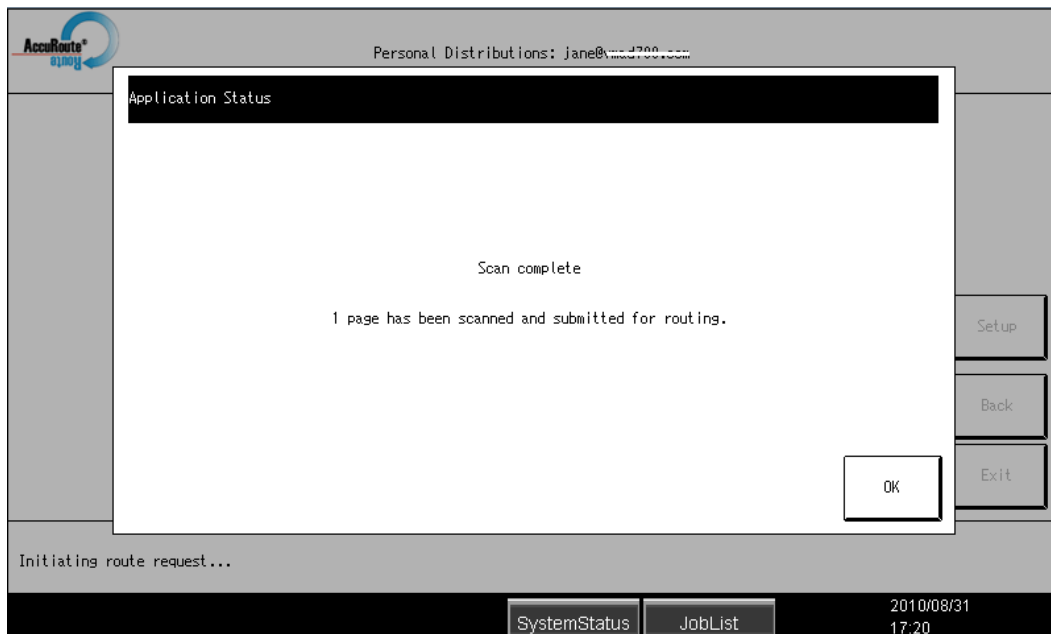 AccuRoute®
Route
Personal Distributions:
Application Status
Scan complete
1 page has been scanned and submitted for routing.
Setup
Back
Exit
OK
Initiating route request...
SystemStatus
JobList
2010/08/31
17:20